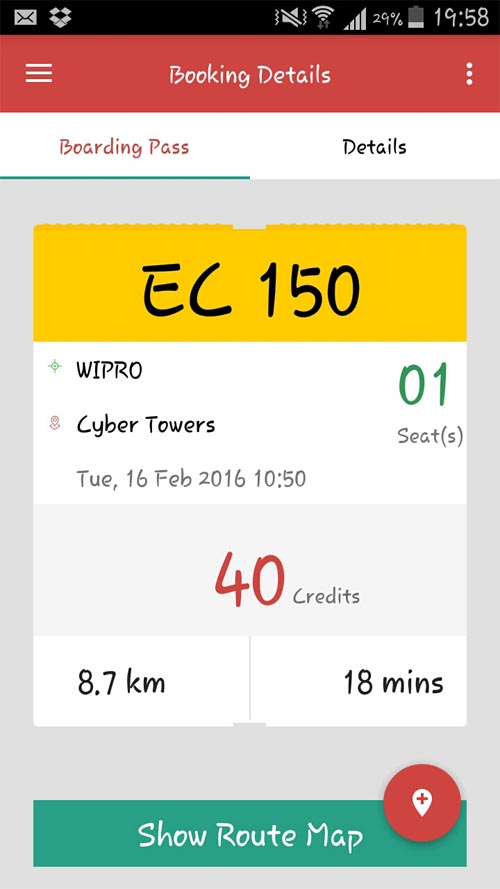 29% 19:58
Booking Details
Boarding Pass Details
EC 150
WIPRO
01
Cyber Towers
Seat(s)
Tue, 16 Feb 2016 10:50
40 Credits
8.7 km 18 mins
Show Route Map